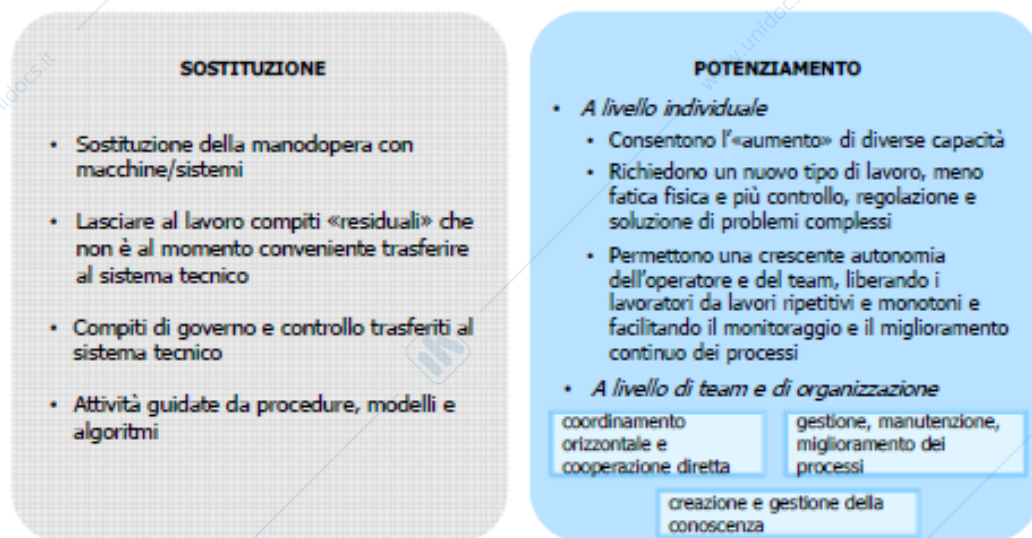 SOSTITUZIONE
• Sostituzione della manodopera con
macchine/sistemi
• Lasciare al lavoro compiti «residuali» che
non è al momento conveniente trasferire
al sistema tecnico
• Compiti di governo e controllo trasferiti al
sistema tecnico
• Attività guidate da procedure, modelli e
algoritmi
POTENZIAMENTO
• A livello individuale
• Consentono l'«aumento» di diverse capacità
• Richiedono un nuovo tipo di lavoro, meno
fatica fisica e più controllo, regolazione e
soluzione di problemi complessi
• Permettono una crescente autonomia
dell'operatore e del team, liberando i
lavoratori da lavori ripetitivi e monotoni e
facilitando il monitoraggio e il miglioramento
continuo dei processi
• A livello di team e di organizzazione
coordinamento
orizzontale e
cooperazione diretta
gestione, manutenzione,
miglioramento dei
processi
creazione e gestione della
conoscenza